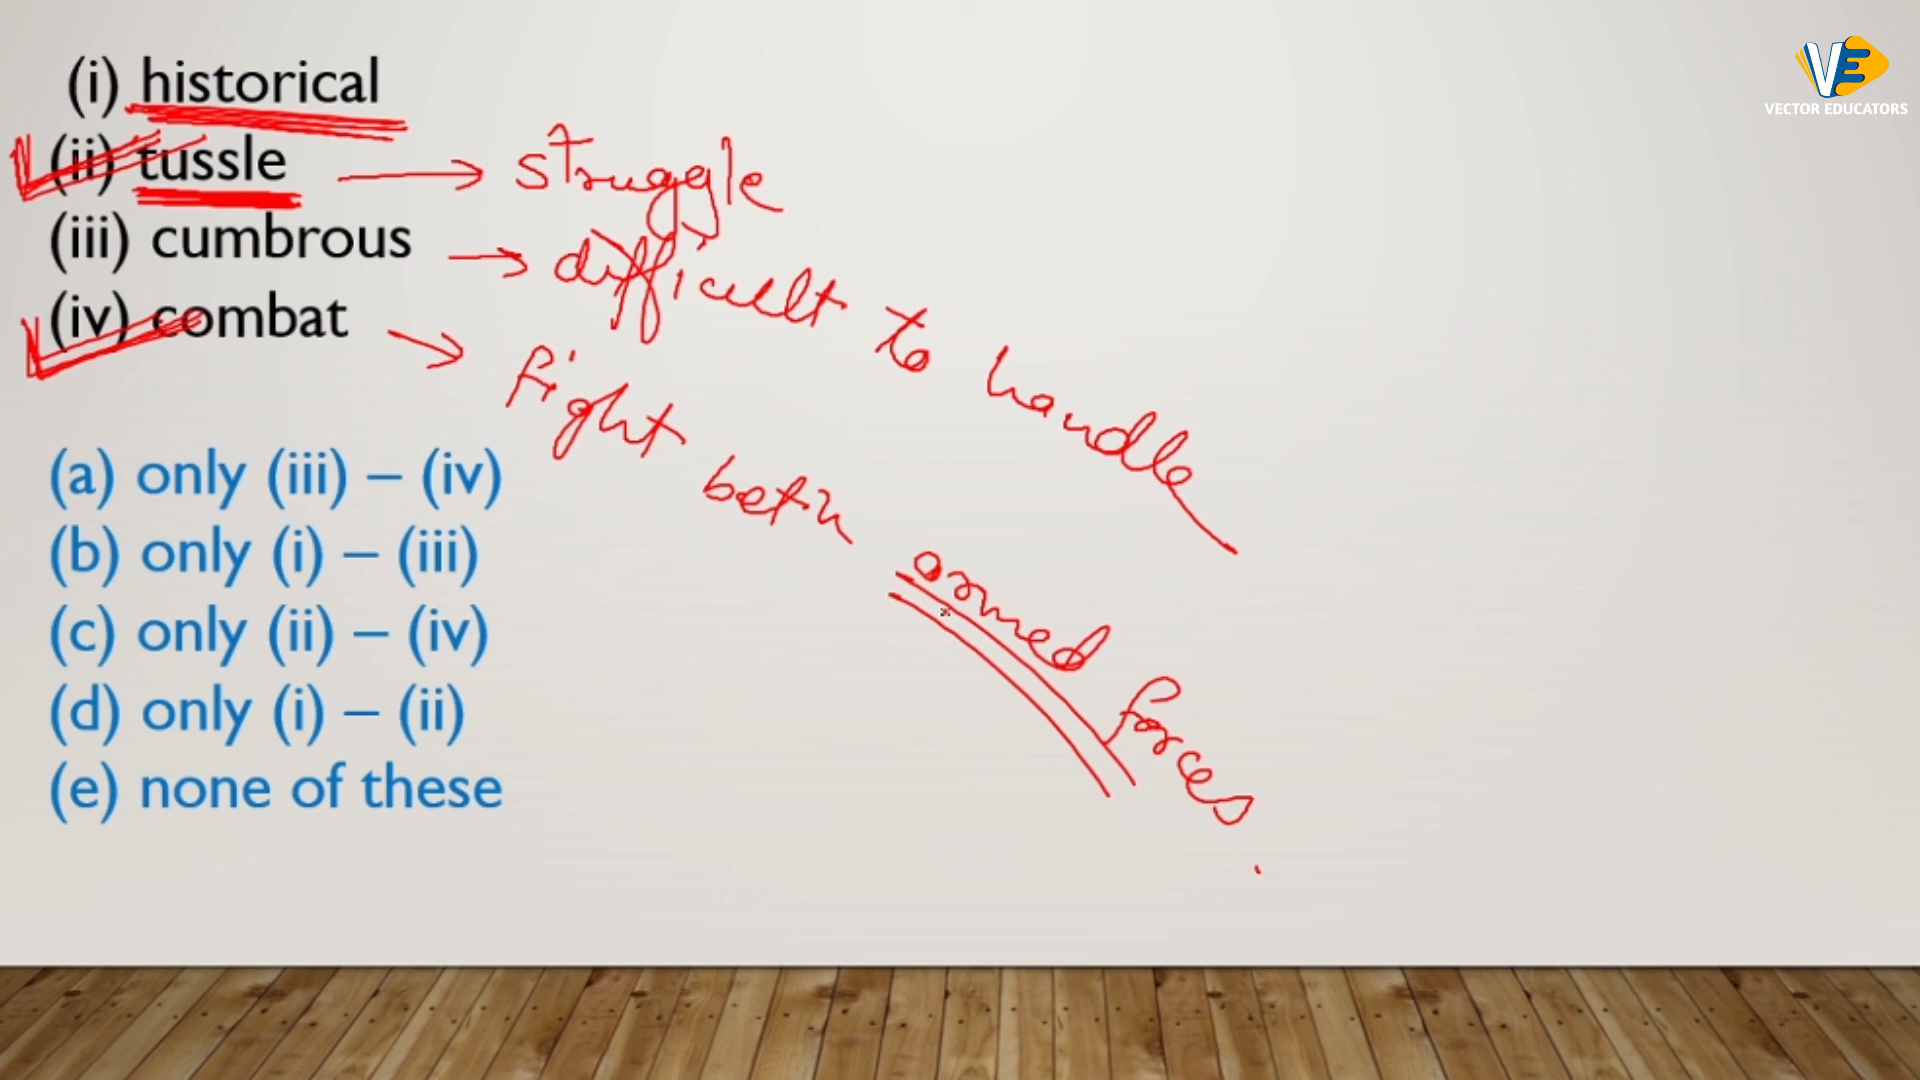 (i) historical
(ii) tussle → struggle
(iii) cumbrous → difficult to handle
(iv) combat → fight betn armed forces.
(a) only (iii) – (iv)
(b) only (i) – (iii)
(c) only (ii) – (iv)
(d) only (i) – (ii)
(e) none of these
VE
VECTOR EDUCATORS